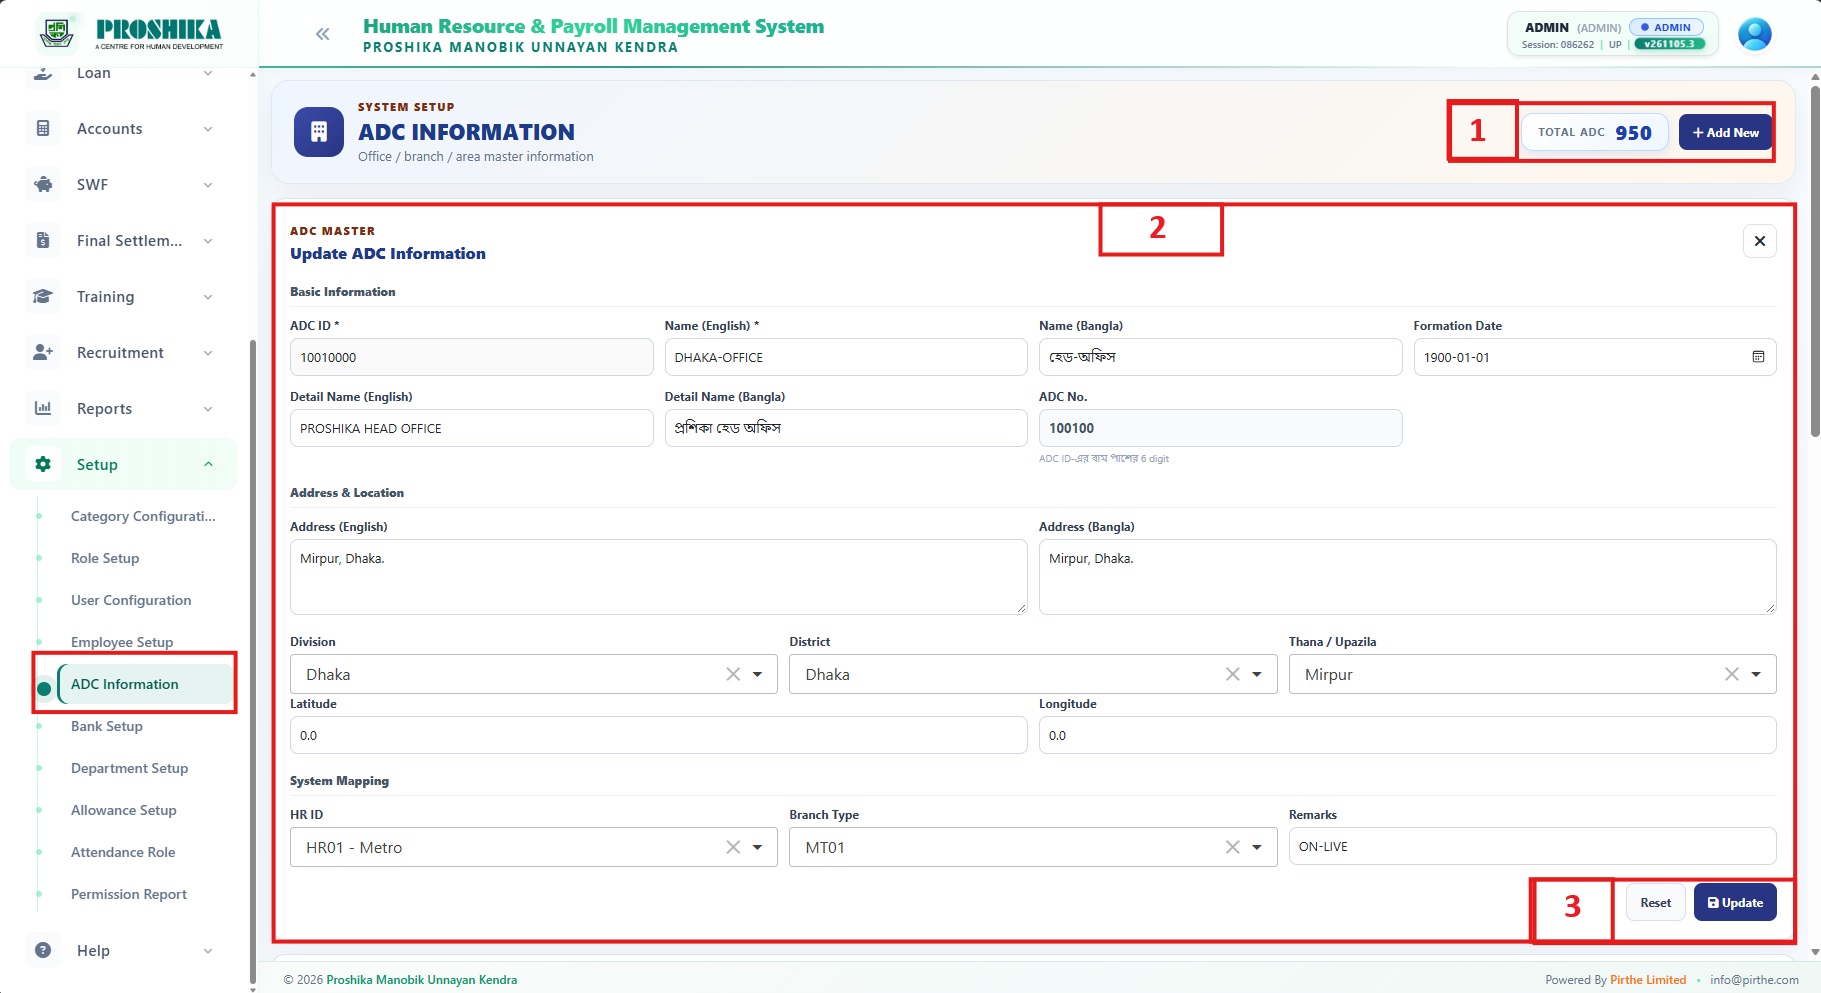 PROSHIKA
A CENTRE FOR HUMAN DEVELOPMENT
Human Resource & Payroll Management System
PROSHIKA MANOBIK UNNAYAN KENDRA
ADMIN (ADMIN) ADMIN
Session: 086262 | UP | v261105.3
Loan
Accounts
SWF
Final Settlem...
Training
Recruitment
Reports
Setup
Category Configurati...
Role Setup
User Configuration
Employee Setup
ADC Information
Bank Setup
Department Setup
Allowance Setup
Attendance Role
Permission Report
Help
SYSTEM SETUP
ADC INFORMATION
Office / branch / area master information
1
TOTAL ADC 950
+ Add New
2
ADC MASTER
Update ADC Information
Basic Information
ADC ID * Name (English) * Name (Bangla) Formation Date
10010000 DHAKA-OFFICE হেড-অফিস 1900-01-01
Detail Name (English) Detail Name (Bangla) ADC No.
PROSHIKA HEAD OFFICE প্রশিকা হেড অফিস 100100
ADC ID-এর বাম পাশের 6 digit
Address & Location
Address (English) Address (Bangla)
Mirpur, Dhaka. Mirpur, Dhaka.
Division District Thana / Upazila
Dhaka Dhaka Mirpur
Latitude Longitude
0.0 0.0
System Mapping
HR ID Branch Type Remarks
HR01 - Metro MT01 ON-LIVE
3
Reset Update
© 2026 Proshika Manobik Unnayan Kendra
Powered By Pirthe Limited • info@pirthe.com